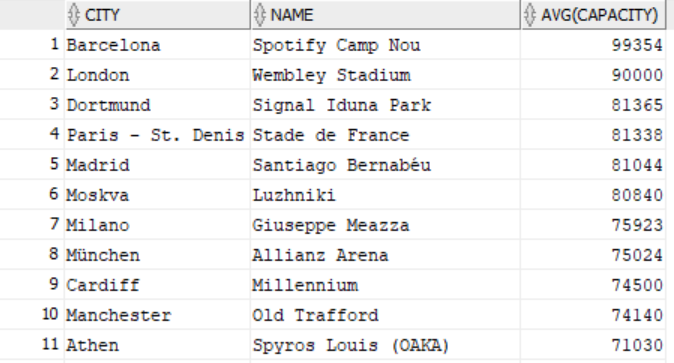 CITY NAME AVG(CAPACITY)
1 Barcelona Spotify Camp Nou 99354
2 London Wembley Stadium 90000
3 Dortmund Signal Iduna Park 81365
4 Paris - St. Denis Stade de France 81338
5 Madrid Santiago Bernabéu 81044
6 Moskva Luzhniki 80840
7 Milano Giuseppe Meazza 75923
8 München Allianz Arena 75024
9 Cardiff Millennium 74500
10 Manchester Old Trafford 74140
11 Athen Spyros Louis (OAKA) 71030